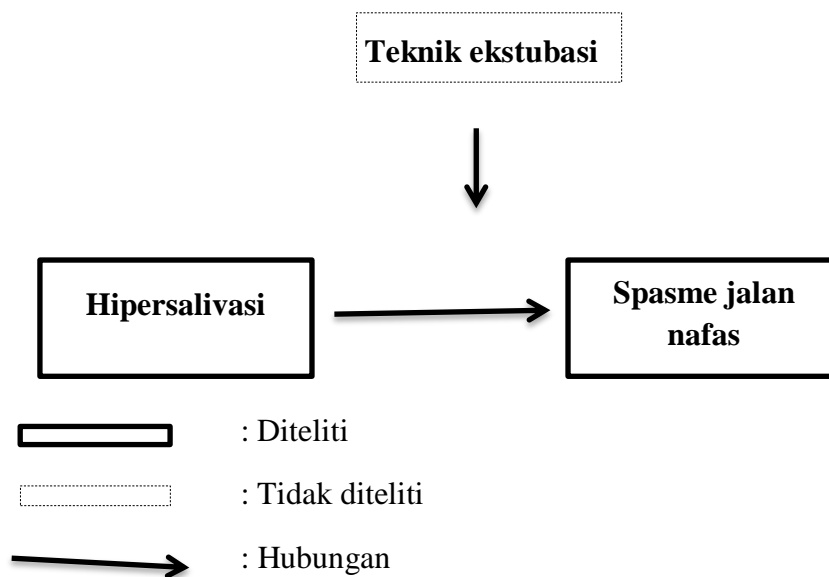 Teknik ekstubasi
Hipersalivasi
Spasme jalan
nafas
: Diteliti
: Tidak diteliti
: Hubungan